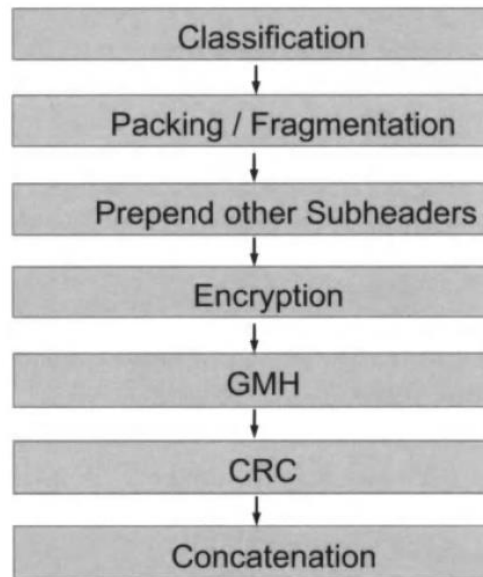 Classification
Packing / Fragmentation
Prepend other Subheaders
Encryption
GMH
CRC
Concatenation